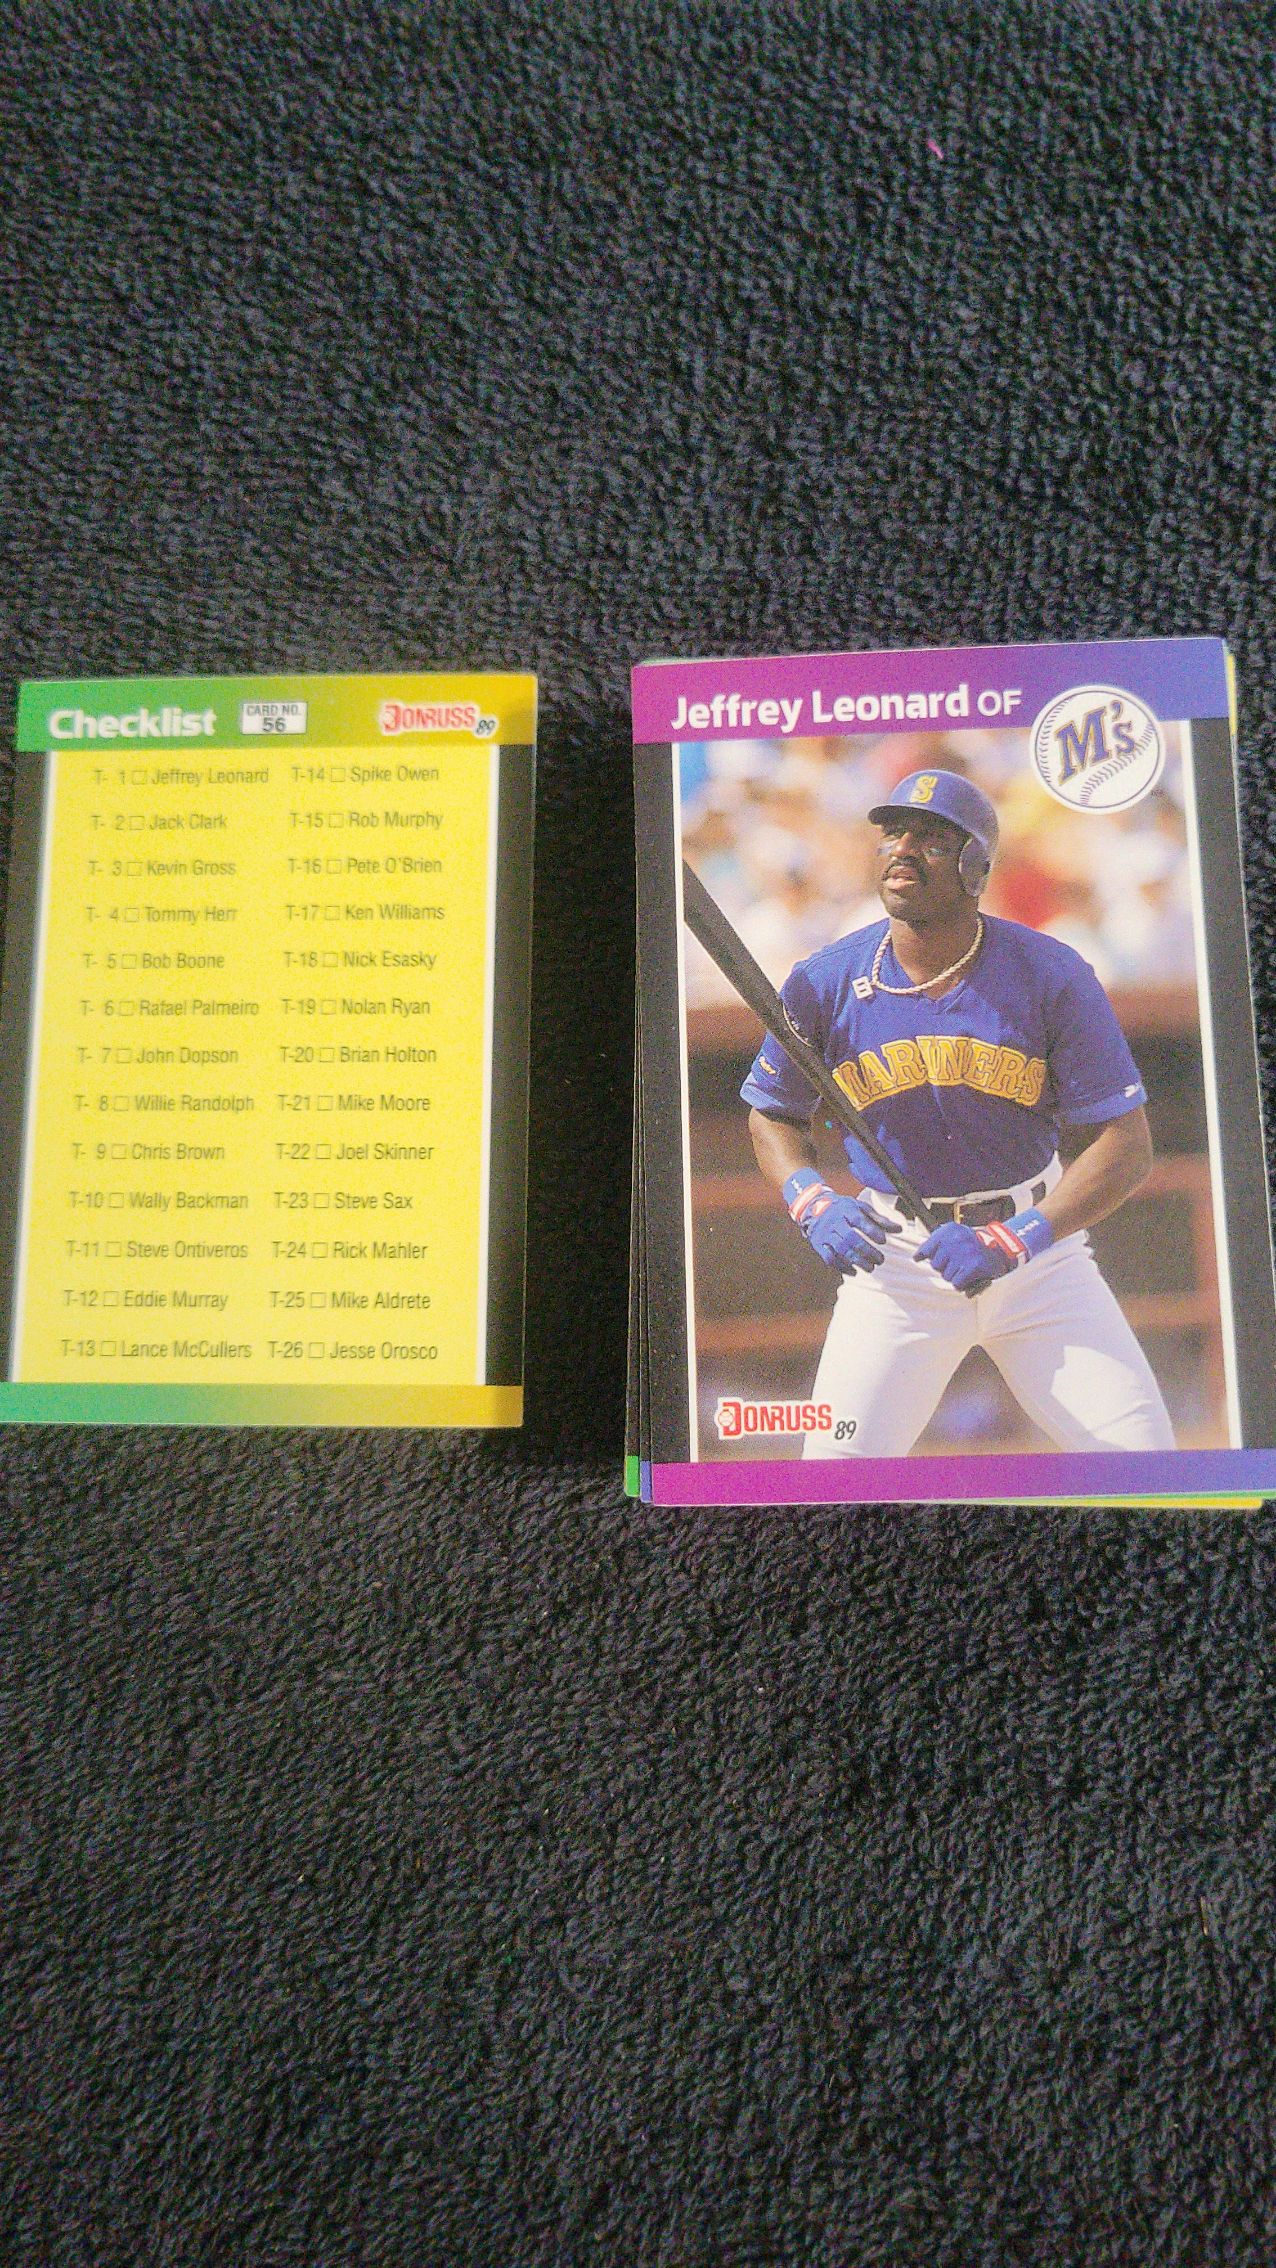 Checklist
CARD NO.
56
DONRUSS 89
T- 1 Jeffrey Leonard
T- 2 Jack Clark
T- 3 Kevin Gross
T- 4 Tommy Herr
T- 5 Bob Boone
T- 6 Rafael Palmeiro
T- 7 John Dopson
T- 8 Willie Randolph
T- 9 Chris Brown
T-10 Wally Backman
T-11 Steve Ontiveros
T-12 Eddie Murray
T-13 Lance McCullers
T-14 Spike Owen
T-15 Rob Murphy
T-16 Pete O'Brien
T-17 Ken Williams
T-18 Nick Esasky
T-19 Nolan Ryan
T-20 Brian Holton
T-21 Mike Moore
T-22 Joel Skinner
T-23 Steve Sax
T-24 Rick Mahler
T-25 Mike Aldrete
T-26 Jesse Orosco
Jeffrey Leonard OF
M's
S
MARINERS
DONRUSS 89